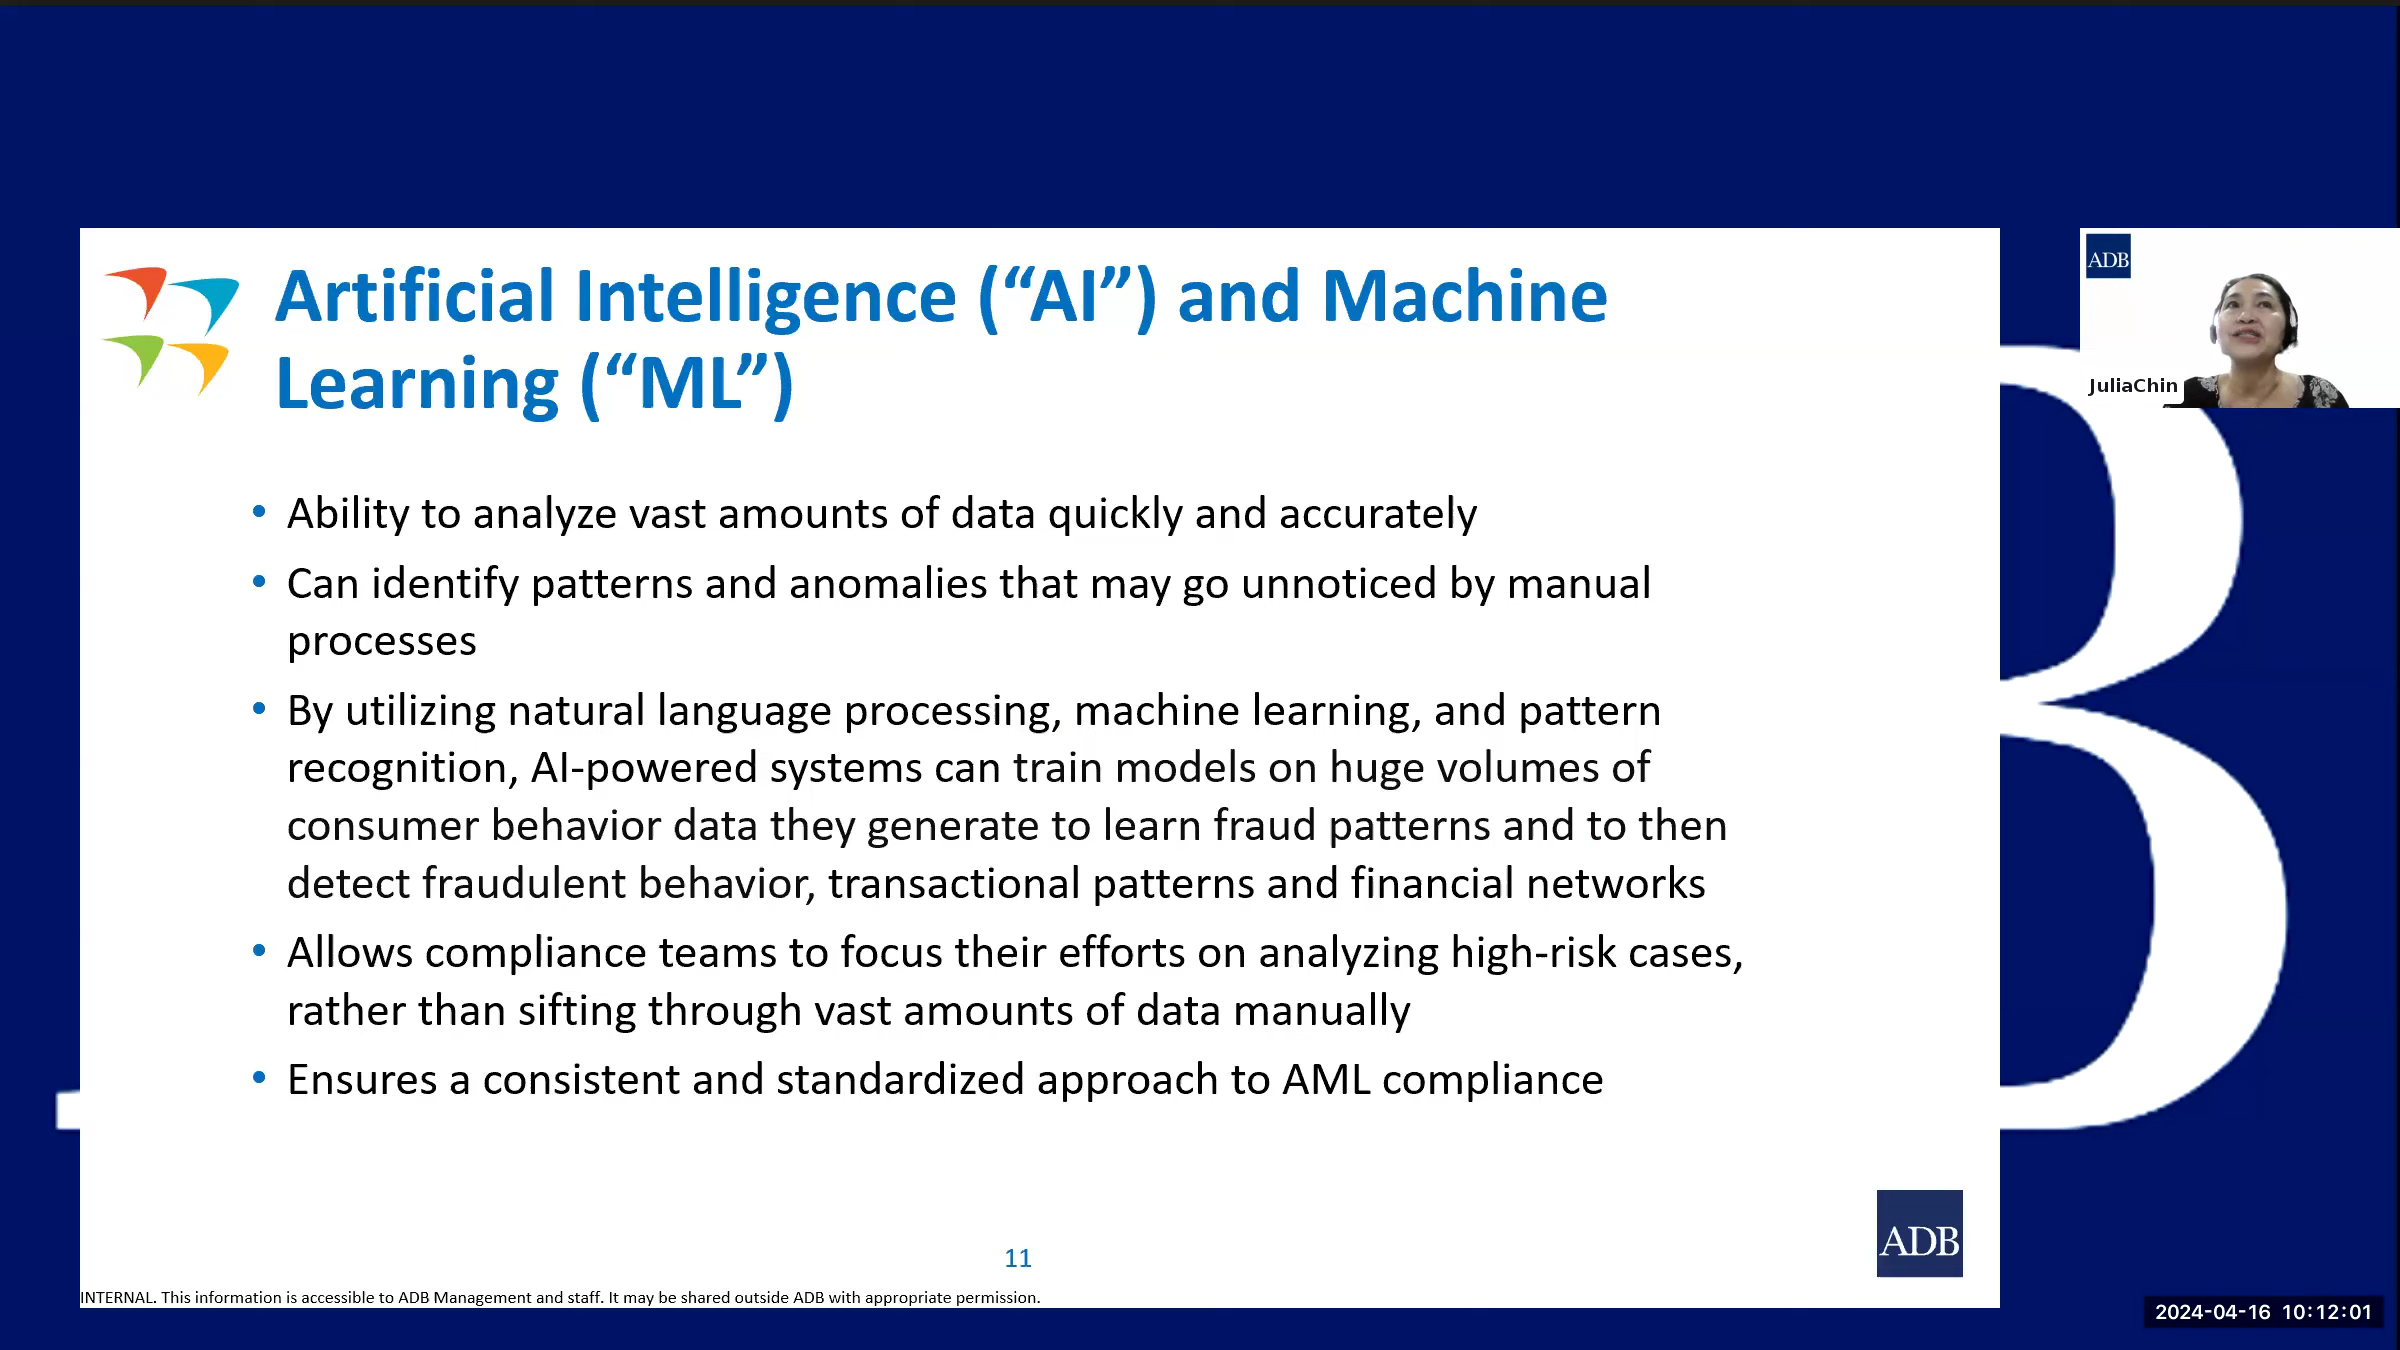 Artificial Intelligence (“AI”) and Machine
Learning (“ML”)
• Ability to analyze vast amounts of data quickly and accurately
• Can identify patterns and anomalies that may go unnoticed by manual
processes
• By utilizing natural language processing, machine learning, and pattern
recognition, AI-powered systems can train models on huge volumes of
consumer behavior data they generate to learn fraud patterns and to then
detect fraudulent behavior, transactional patterns and financial networks
• Allows compliance teams to focus their efforts on analyzing high-risk cases,
rather than sifting through vast amounts of data manually
• Ensures a consistent and standardized approach to AML compliance
ADB
11
INTERNAL. This information is accessible to ADB Management and staff. It may be shared outside ADB with appropriate permission.
ADB
JuliaChin
2024-04-16 10:12:01